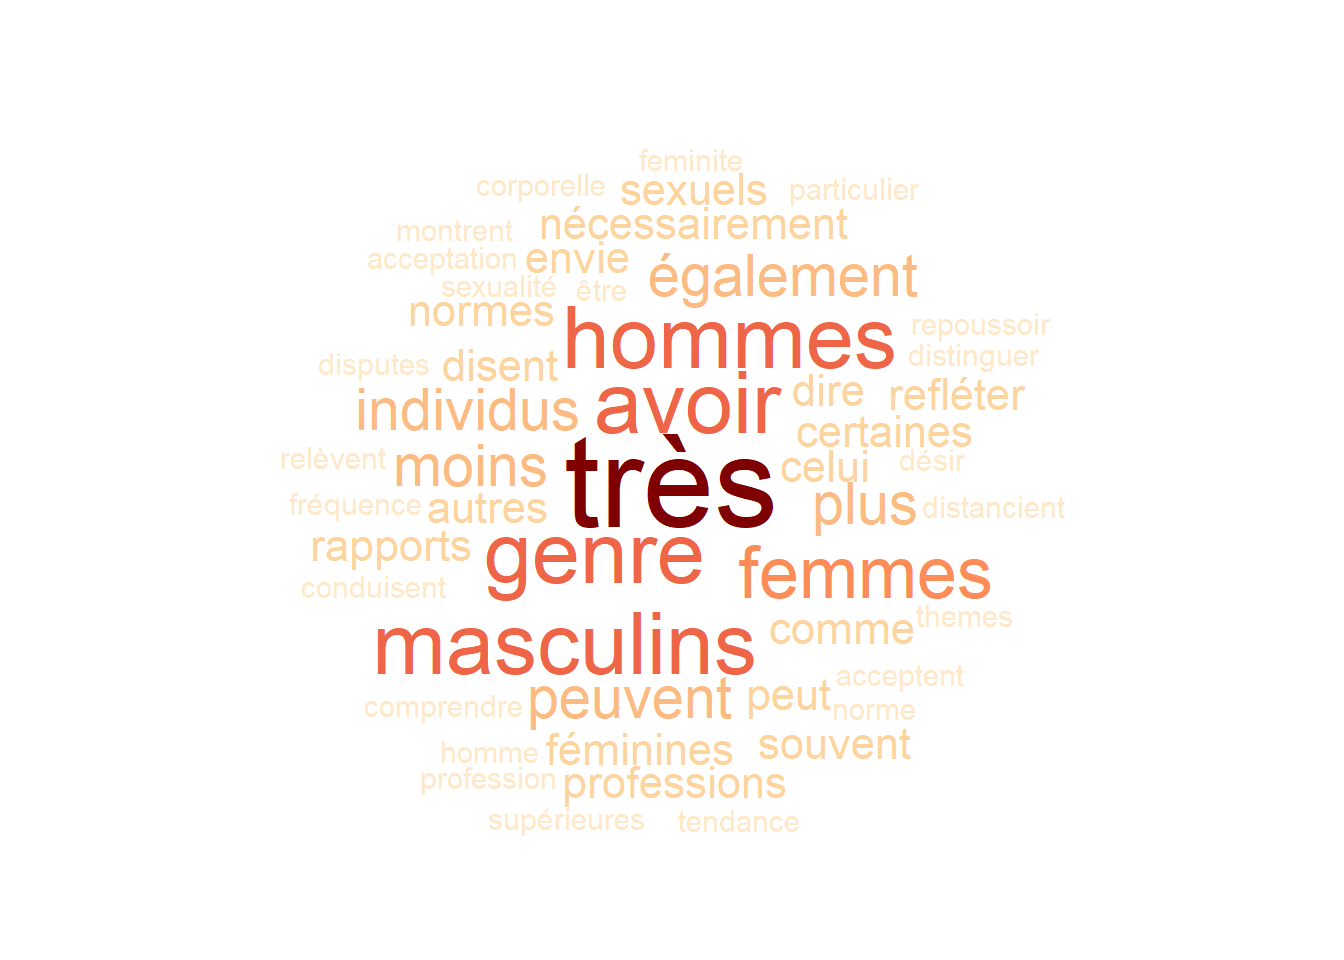 feminite
corporelle sexuels particulier
montrent nécessairement
acceptation envie également
sexualité être
normes hommes repoussoir
disputes disent distinguer
individus avoir dire refléter
certaines
relèvent moins très celui désir
fréquence autres plus distancient
rapports genre femmes
conduisent
masculins comme themes
acceptent
comprendre peuvent peut norme
homme féminines souvent
profession professions
supérieures tendance